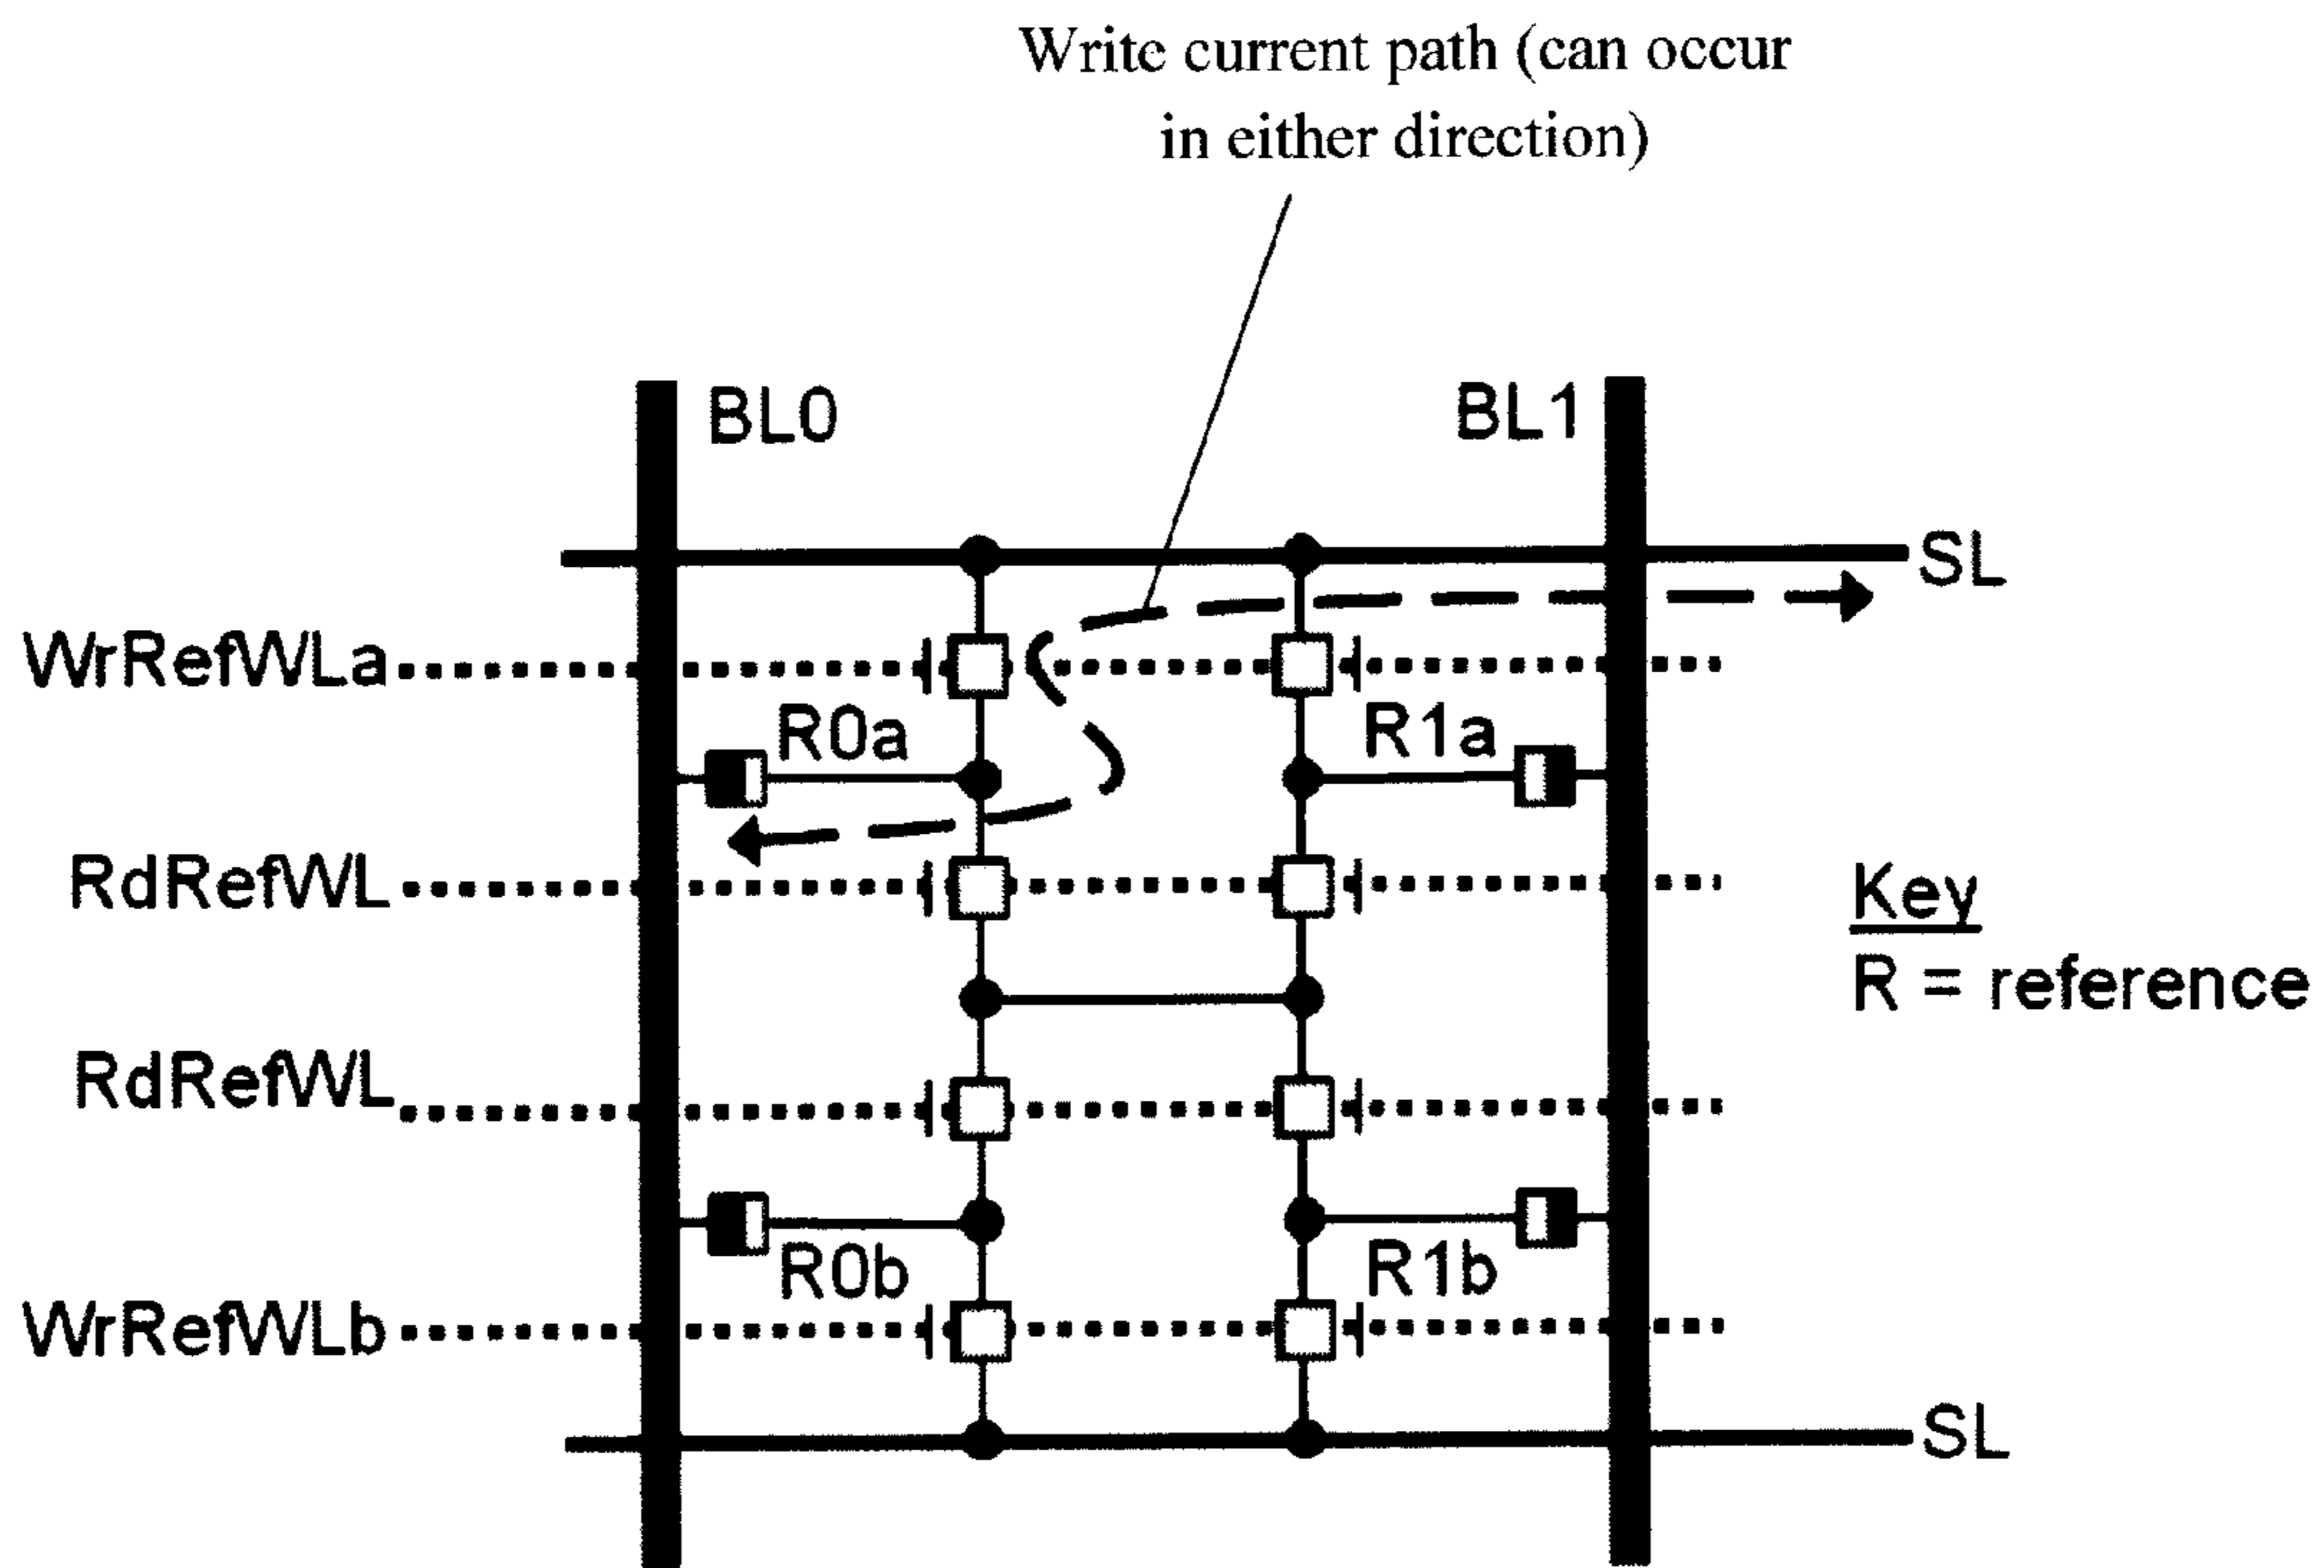 Write current path (can occur
in either direction)
BL0
BL1
SL
WrRefWLa
R0a
R1a
RdRefWL
Key
R = reference
RdRefWL
R0b
R1b
WrRefWLb
SL